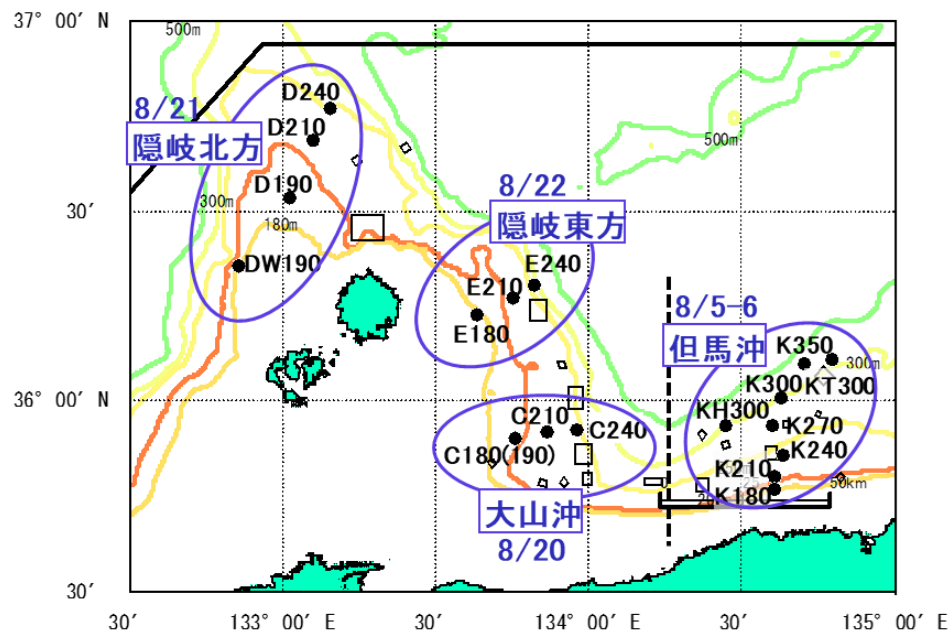 37° 00′ N
500m
8/21
隠岐北方
D240
D210
500m
D190
8/22
隠岐東方
30′
300m
180m
DW190
E240
E210
E180
8/5-6
但馬沖
K350
300m
K300
KT300
36° 00′
C210
KH300
C240
K270
C180(190)
K240
K210
50km
K180
25
大山沖
8/20
30′
30′
133° 00′ E
30′
134° 00′ E
30′
135° 00′ E